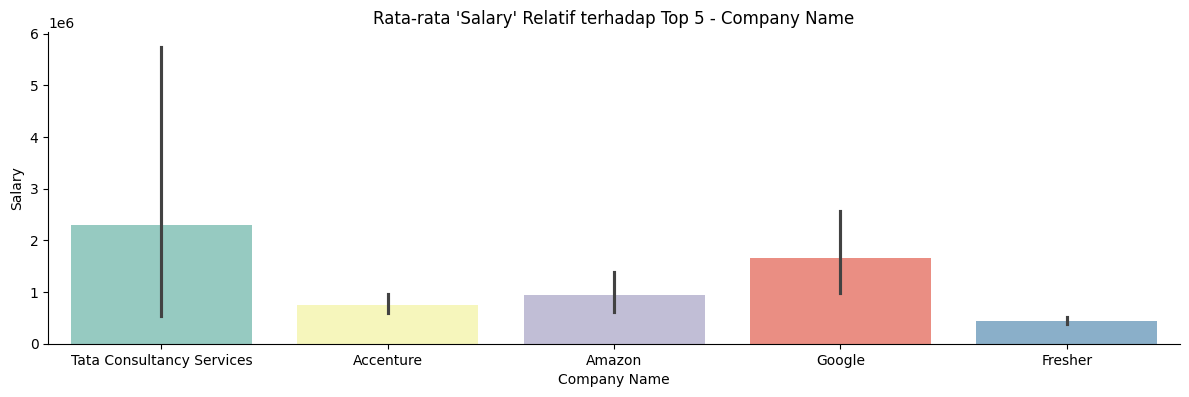 Rata-rata 'Salary' Relatif terhadap Top 5 - Company Name
1e6
6
5
4
3
2
1
0
Salary
Tata Consultancy Services
Accenture
Amazon
Google
Fresher
Company Name